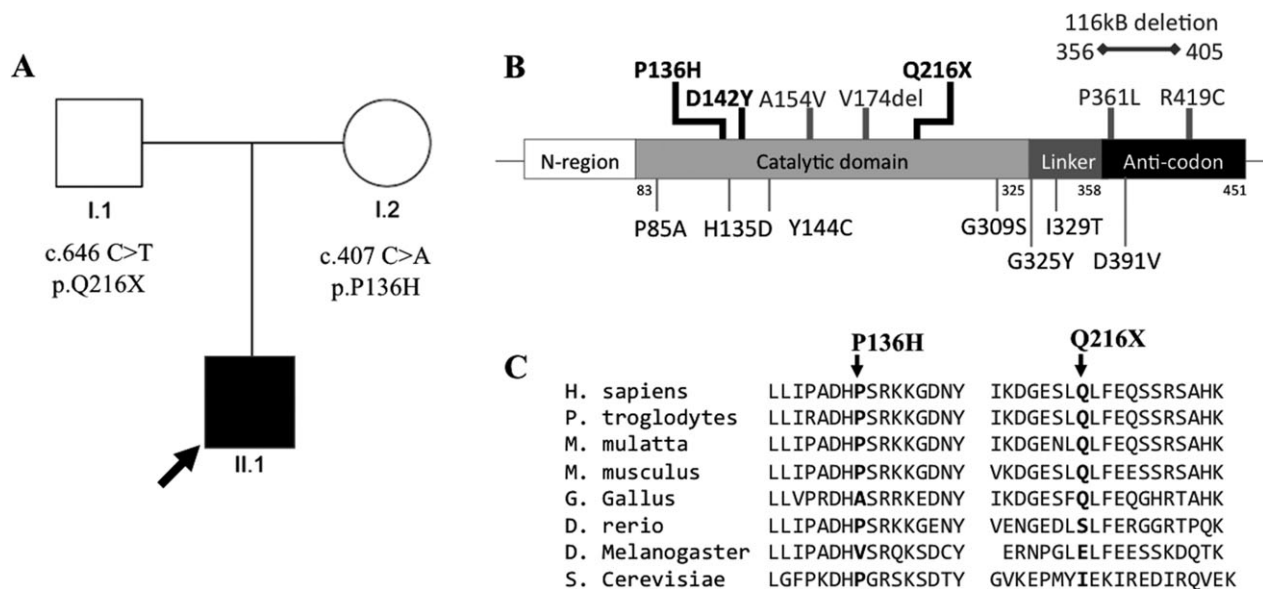 A
I.1
c.646 C>T
p.Q216X
I.2
c.407 C>A
p.P136H
II.1
B
116kB deletion
356 405
P136H Q216X
D142Y A154V V174del P361L R419C
N-region Catalytic domain Linker Anti-codon
83 325 358 451
P85A H135D Y144C G309S I329T
G325Y D391V
C
P136H Q216X
H. sapiens LLIPADHPSRKKGDNY IKDGESLQLFEQSSRSAHK
P. troglodytes LLIRADHPSRKKGDNY IKDGESLQLFEQSSRSAHK
M. mulatta LLIPADHPSRKKGDNY IKDGENLQLFEQSSRSAHK
M. musculus LLIPADHPSRKKGDNY VKDGESLQLFEESSRSAHK
G. Gallus LLVPRDHASRRKEDNY IKDGESFQLFEQGHRTAHK
D. rerio LLIPADHPSRKKGENY VENGEDLSLFERGGRTPQK
D. Melanogaster LLIPADHVSRQKSDCY ERNPGLELFEESSKDQTK
S. Cerevisiae LGFPKDHPGRSKSDTY GVKEPMYIEKIREDIRQVEK